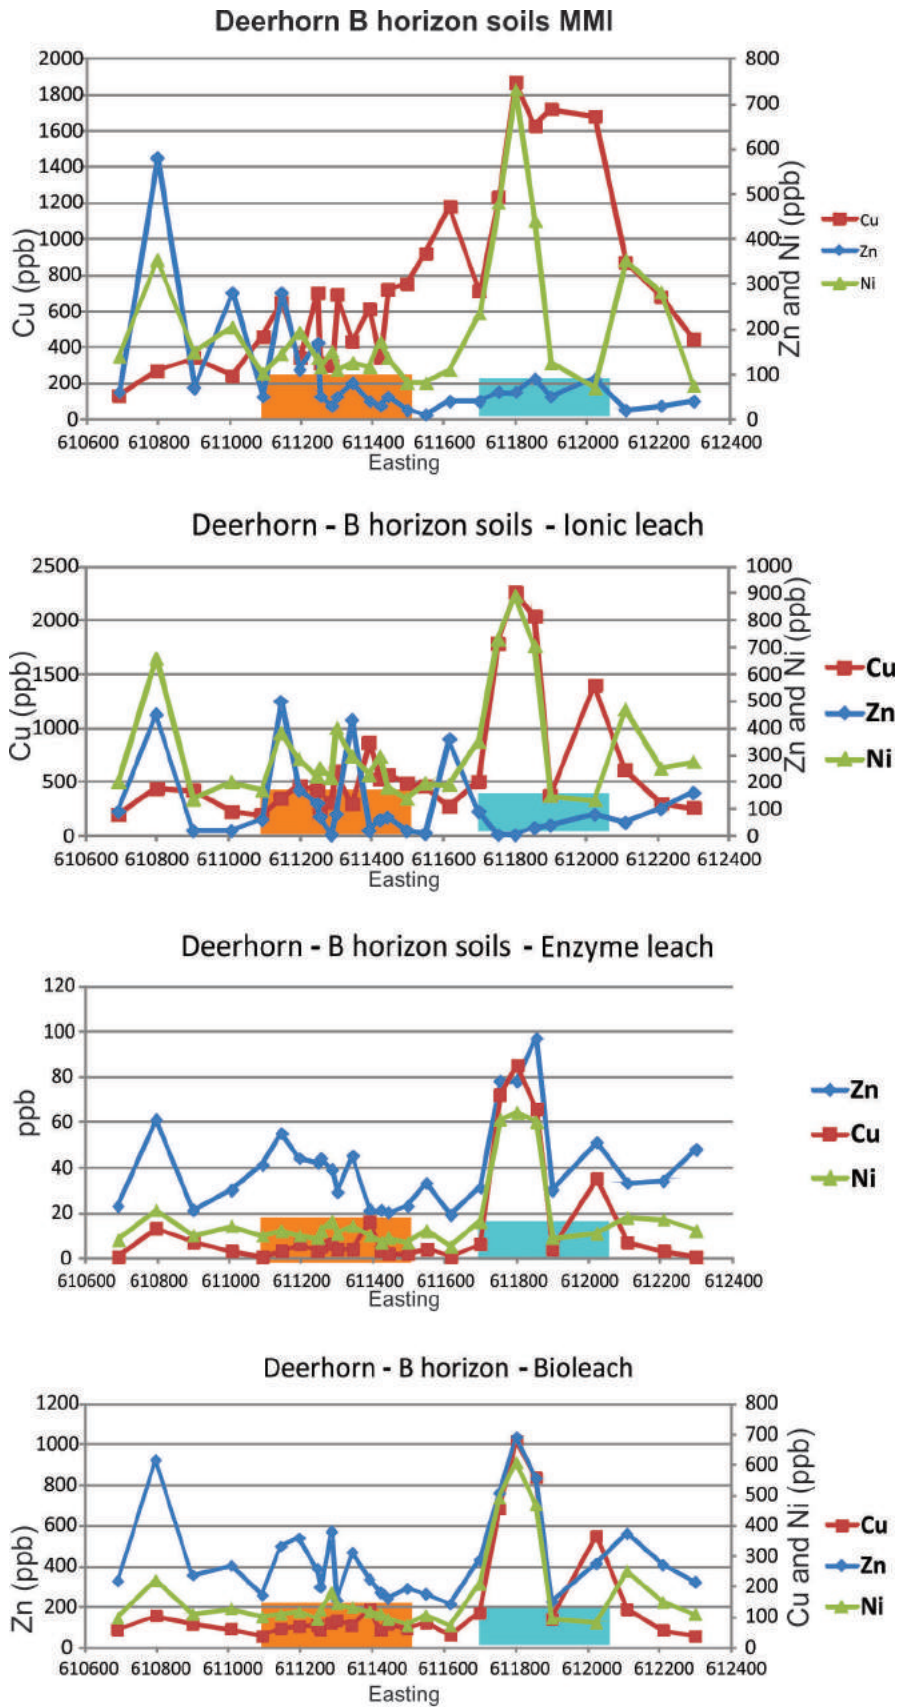 Deerhorn B horizon soils MMI
2000 800
1800 700
1600 600
1400
1200 500
1000 400
800 300
600
400 200
200 100
0 0
Cu (ppb)
Zn and Ni (ppb)
Cu
Zn
Ni
610600 610800 611000 611200 611400 611600 611800 612000 612200 612400
Easting
Deerhorn - B horizon soils - Ionic leach
2500 1000
900
2000 800
700
1500 600
500
1000 400
300
500 200
100
0 0
Cu (ppb)
Zn and Ni (ppb)
Cu
Zn
Ni
610600 610800 611000 611200 611400 611600 611800 612000 612200 612400
Easting
Deerhorn - B horizon soils - Enzyme leach
120
100
80
60
40
20
0
ppb
Zn
Cu
Ni
610600 610800 611000 611200 611400 611600 611800 612000 612200 612400
Easting
Deerhorn - B horizon - Bioleach
1200 800
1000 700
800 600
500
600 400
400 300
200
200 100
0 0
Zn (ppb)
Cu and Ni (ppb)
Cu
Zn
Ni
610600 610800 611000 611200 611400 611600 611800 612000 612200 612400
Easting